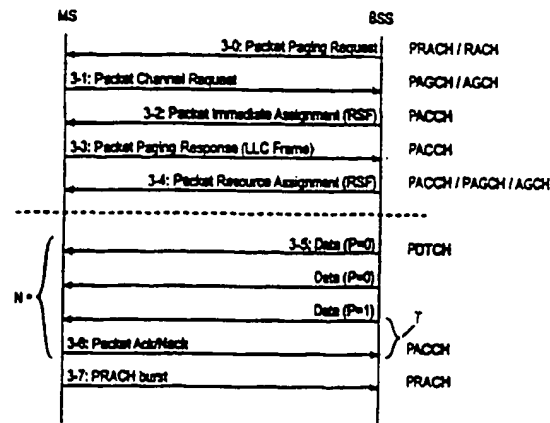 MS BSS
3-0: Packet Paging Request PRACH / RACH
3-1: Packet Channel Request PAGCH / AGCH
3-2: Packet Immediate Assignment (RSF) PACCH
3-3: Packet Paging Response (LLC Frame) PACCH
3-4: Packet Resource Assignment (RSF) PACCH / PAGCH / AGCH
3-5: Data (P=0) PDTCH
Data (P=0)
N =
Data (P=1)
T
3-6: Packet Ack/Nack PACCH
3-7: PRACH burst PRACH